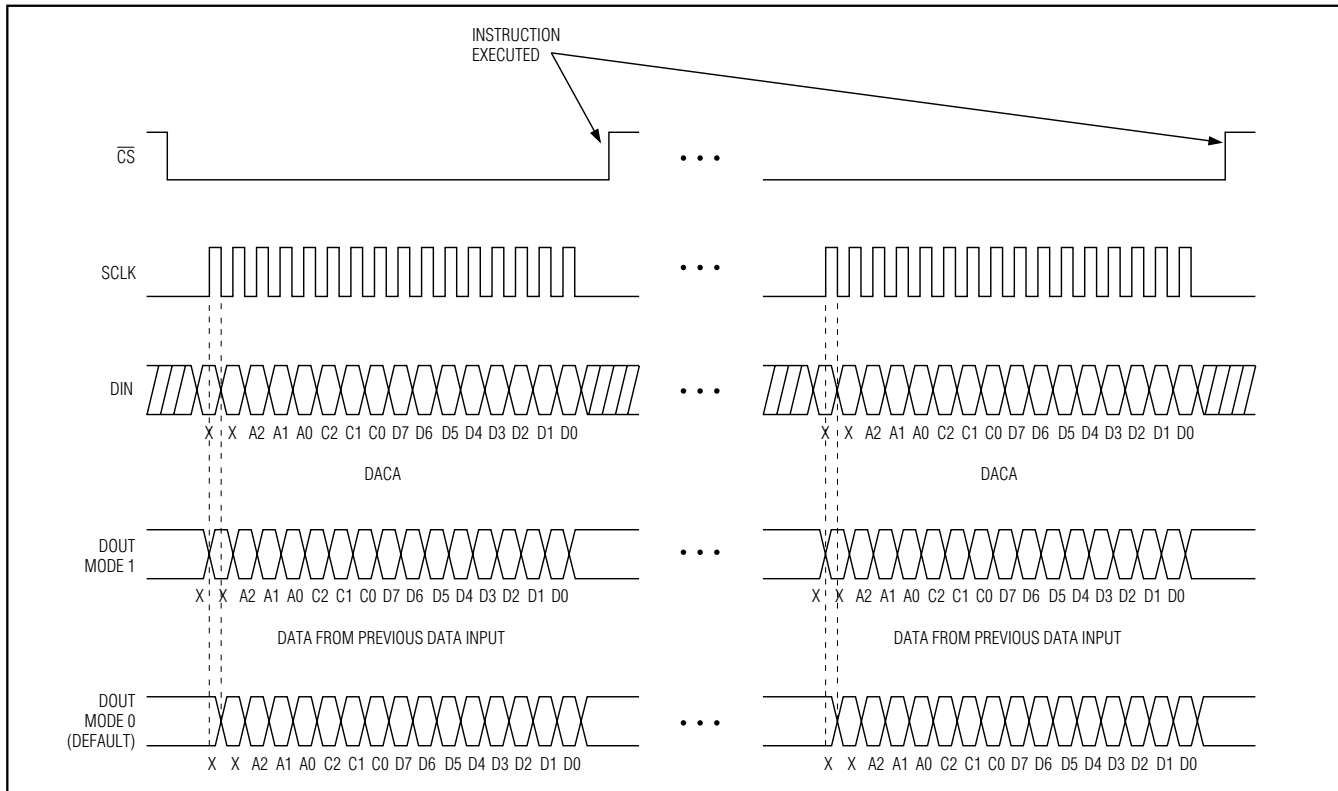 INSTRUCTION
EXECUTED
CS
• • •
SCLK
• • •
DIN
• • •
X X A2 A1 A0 C2 C1 C0 D7 D6 D5 D4 D3 D2 D1 D0
X X A2 A1 A0 C2 C1 C0 D7 D6 D5 D4 D3 D2 D1 D0
DACA
DACA
DOUT
MODE 1
• • •
X X A2 A1 A0 C2 C1 C0 D7 D6 D5 D4 D3 D2 D1 D0
X X A2 A1 A0 C2 C1 C0 D7 D6 D5 D4 D3 D2 D1 D0
DATA FROM PREVIOUS DATA INPUT
DATA FROM PREVIOUS DATA INPUT
DOUT
MODE 0
(DEFAULT)
• • •
X X A2 A1 A0 C2 C1 C0 D7 D6 D5 D4 D3 D2 D1 D0
X X A2 A1 A0 C2 C1 C0 D7 D6 D5 D4 D3 D2 D1 D0